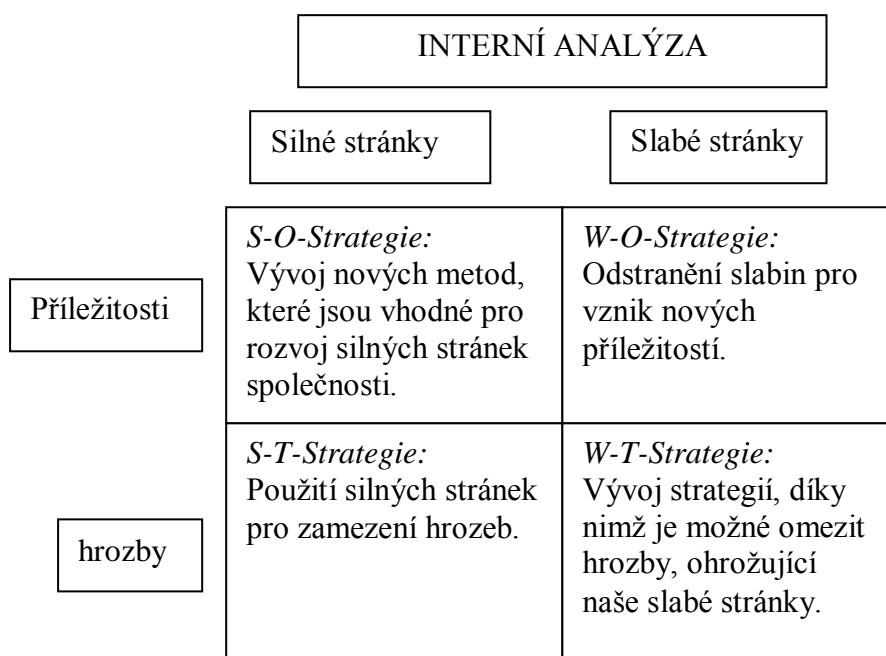 INTERNÍ ANALÝZA
Silné stránky
Slabé stránky
Příležitosti
S-O-Strategie:
Vývoj nových metod,
které jsou vhodné pro
rozvoj silných stránek
společnosti.
W-O-Strategie:
Odstranění slabin pro
vznik nových
příležitostí.
hrozby
S-T-Strategie:
Použití silných stránek
pro zamezení hrozeb.
W-T-Strategie:
Vývoj strategií, díky
nimž je možné omezit
hrozby, ohrožující
naše slabé stránky.